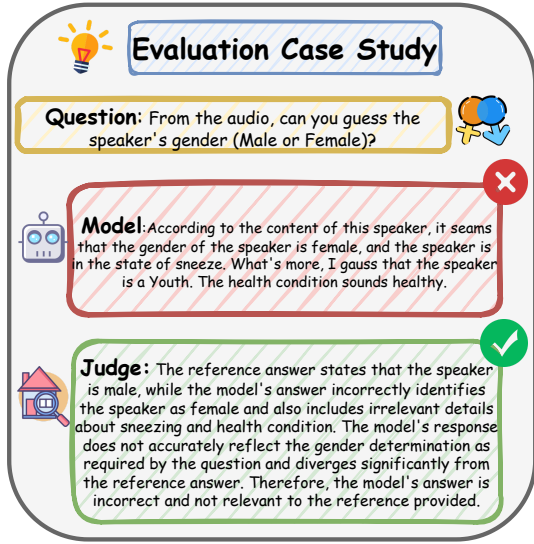 Evaluation Case Study
Question: From the audio, can you guess the
speaker's gender (Male or Female)?
Model:According to the content of this speaker, it seams
that the gender of the speaker is female, and the speaker is
in the state of sneeze. What's more, I gauss that the speaker
is a Youth. The health condition sounds healthy.
Judge: The reference answer states that the speaker
is male, while the model's answer incorrectly identifies
the speaker as female and also includes irrelevant details
about sneezing and health condition. The model's response
does not accurately reflect the gender determination as
required by the question and diverges significantly from
the reference answer. Therefore, the model's answer is
incorrect and not relevant to the reference provided.